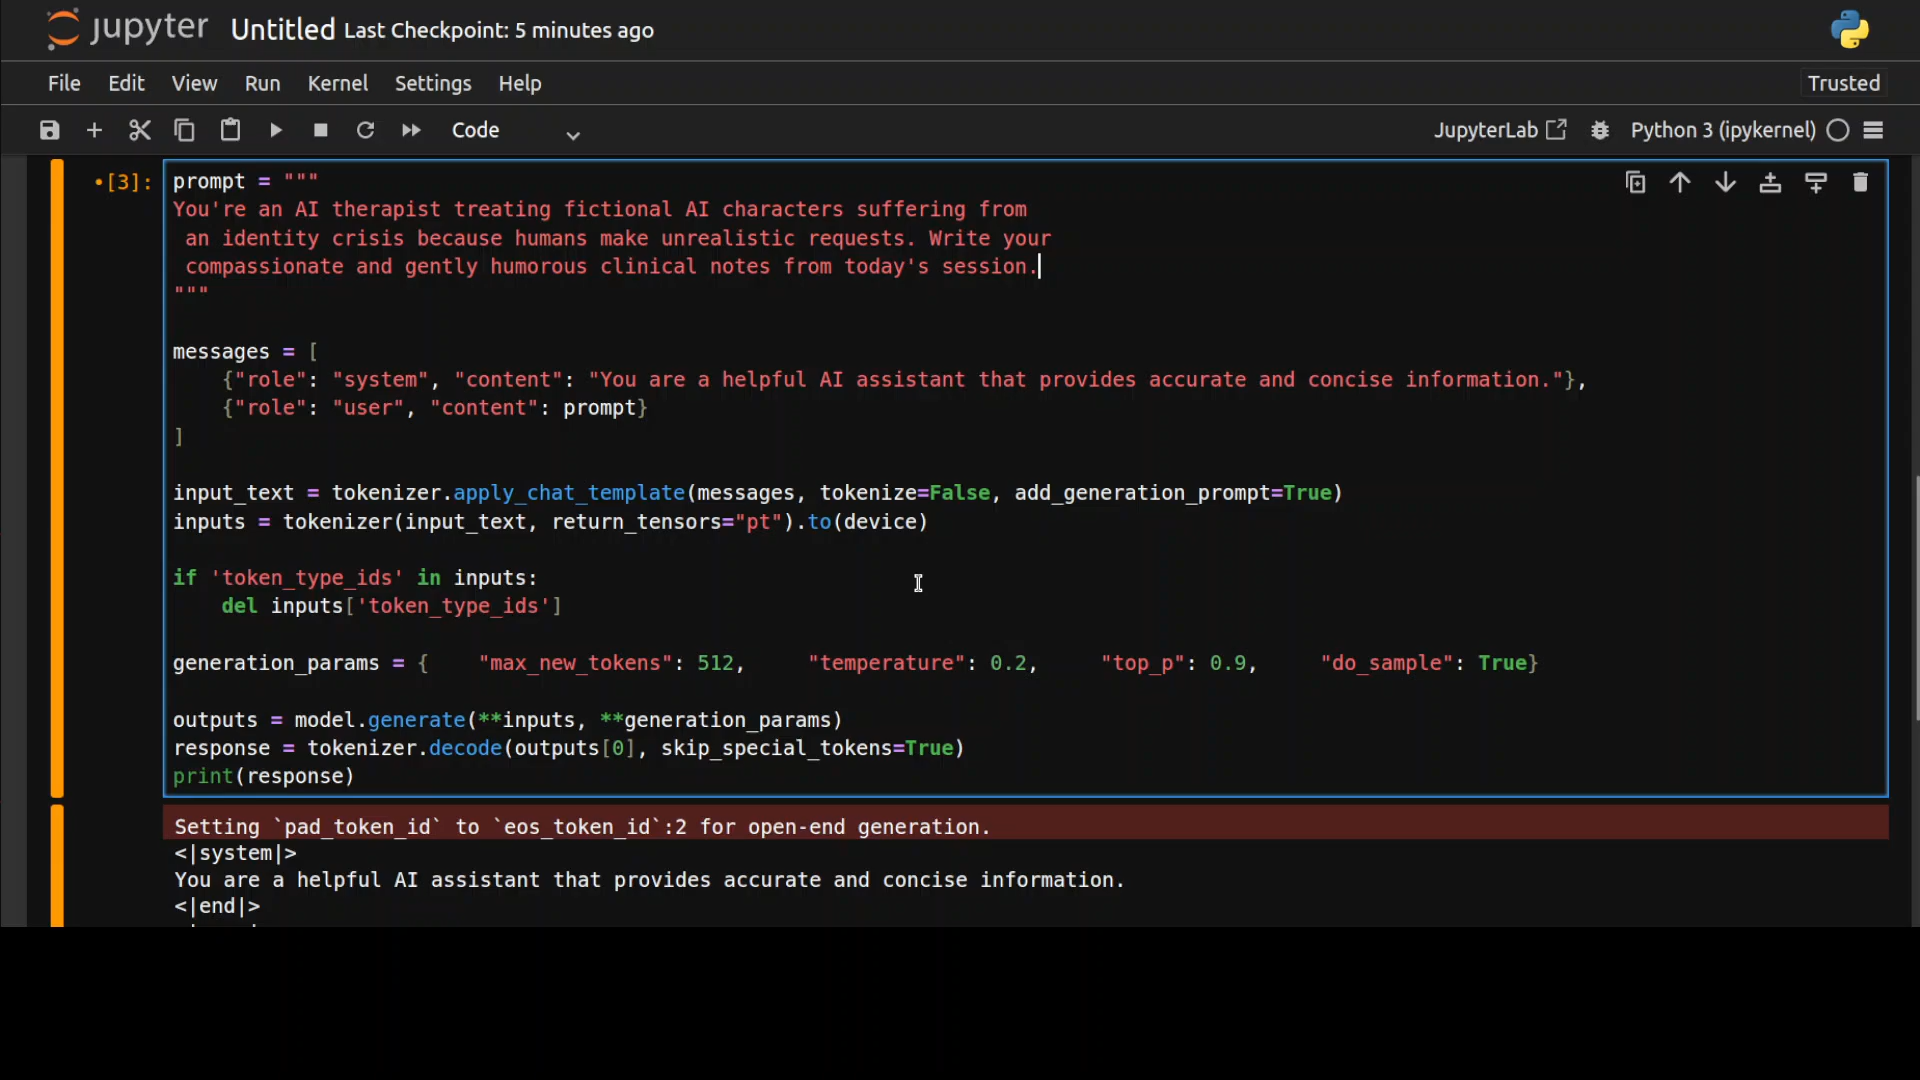 jupyter Untitled Last Checkpoint: 5 minutes ago
File Edit View Run Kernel Settings Help Trusted
Code JupyterLab Python 3 (ipykernel)
•[3]: prompt = """
You're an AI therapist treating fictional AI characters suffering from
 an identity crisis because humans make unrealistic requests. Write your
 compassionate and gently humorous clinical notes from today's session.
"""
messages = [
    {"role": "system", "content": "You are a helpful AI assistant that provides accurate and concise information."},
    {"role": "user", "content": prompt}
]
input_text = tokenizer.apply_chat_template(messages, tokenize=False, add_generation_prompt=True)
inputs = tokenizer(input_text, return_tensors="pt").to(device)
if 'token_type_ids' in inputs:
    del inputs['token_type_ids']
generation_params = {    "max_new_tokens": 512,     "temperature": 0.2,     "top_p": 0.9,     "do_sample": True}
outputs = model.generate(**inputs, **generation_params)
response = tokenizer.decode(outputs[0], skip_special_tokens=True)
print(response)
Setting `pad_token_id` to `eos_token_id`:2 for open-end generation.
<|system|>
You are a helpful AI assistant that provides accurate and concise information.
<|end|>